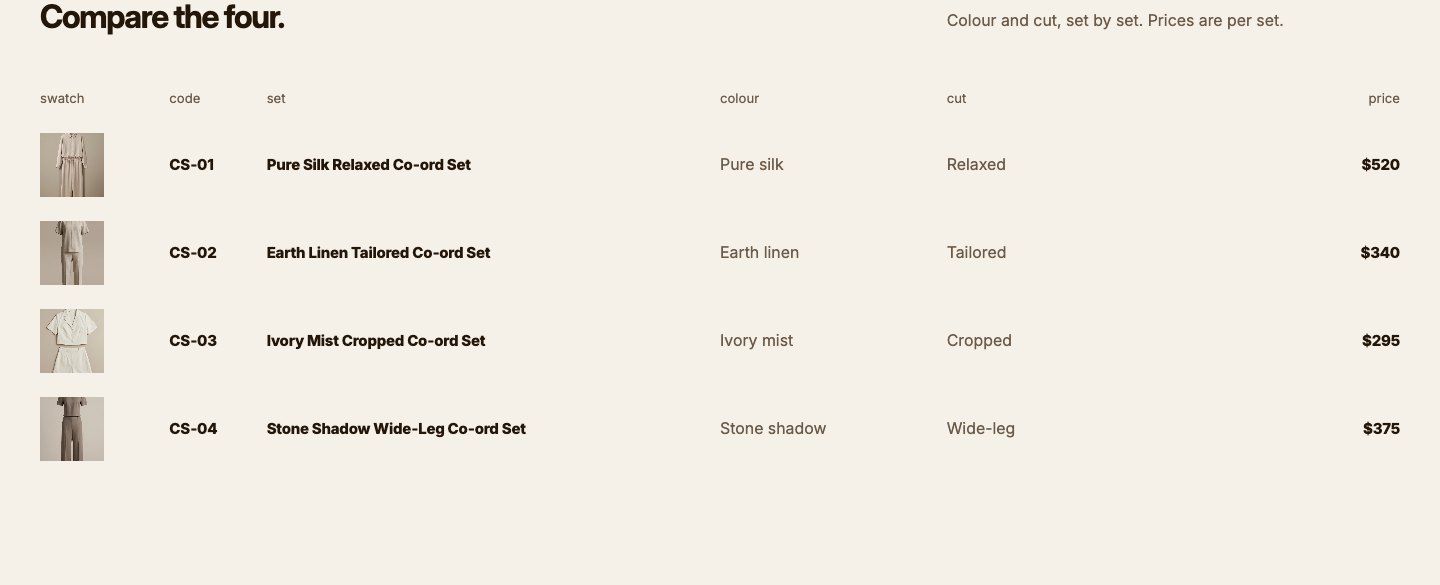 Compare the four.
Colour and cut, set by set. Prices are per set.
swatch code set colour cut price
CS-01 Pure Silk Relaxed Co-ord Set Pure silk Relaxed $520
CS-02 Earth Linen Tailored Co-ord Set Earth linen Tailored $340
CS-03 Ivory Mist Cropped Co-ord Set Ivory mist Cropped $295
CS-04 Stone Shadow Wide-Leg Co-ord Set Stone shadow Wide-leg $375